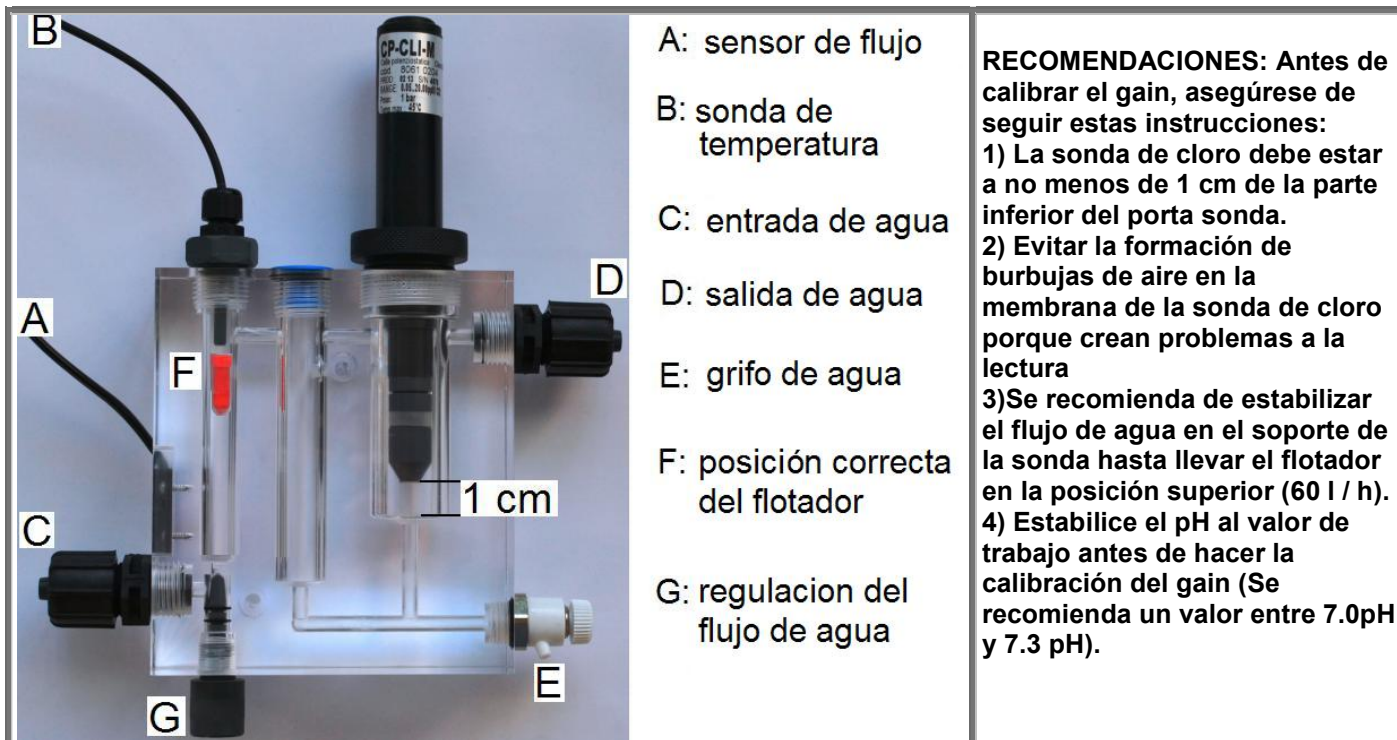 B
CP-CLI-M
A
F
C
G
D
1 cm
E
A: sensor de flujo
B: sonda de
temperatura
C: entrada de agua
D: salida de agua
E: grifo de agua
F: posición correcta
del flotador
G: regulacion del
flujo de agua
RECOMENDACIONES: Antes de
calibrar el gain, asegúrese de
seguir estas instrucciones:
1) La sonda de cloro debe estar
a no menos de 1 cm de la parte
inferior del porta sonda.
2) Evitar la formación de
burbujas de aire en la
membrana de la sonda de cloro
porque crean problemas a la
lectura
3)Se recomienda de estabilizar
el flujo de agua en el soporte de
la sonda hasta llevar el flotador
en la posición superior (60 l / h).
4) Estabilice el pH al valor de
trabajo antes de hacer la
calibración del gain (Se
recomienda un valor entre 7.0pH
y 7.3 pH).